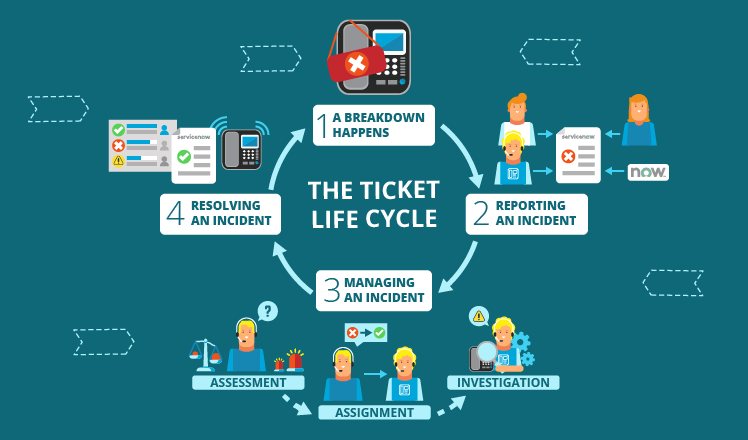 1 A BREAKDOWN
HAPPENS
servicenow
servicenow
now.
THE TICKET
LIFE CYCLE
4 RESOLVING
AN INCIDENT
2 REPORTING
AN INCIDENT
3 MANAGING
AN INCIDENT
?
ASSESSMENT
ASSIGNMENT
INVESTIGATION